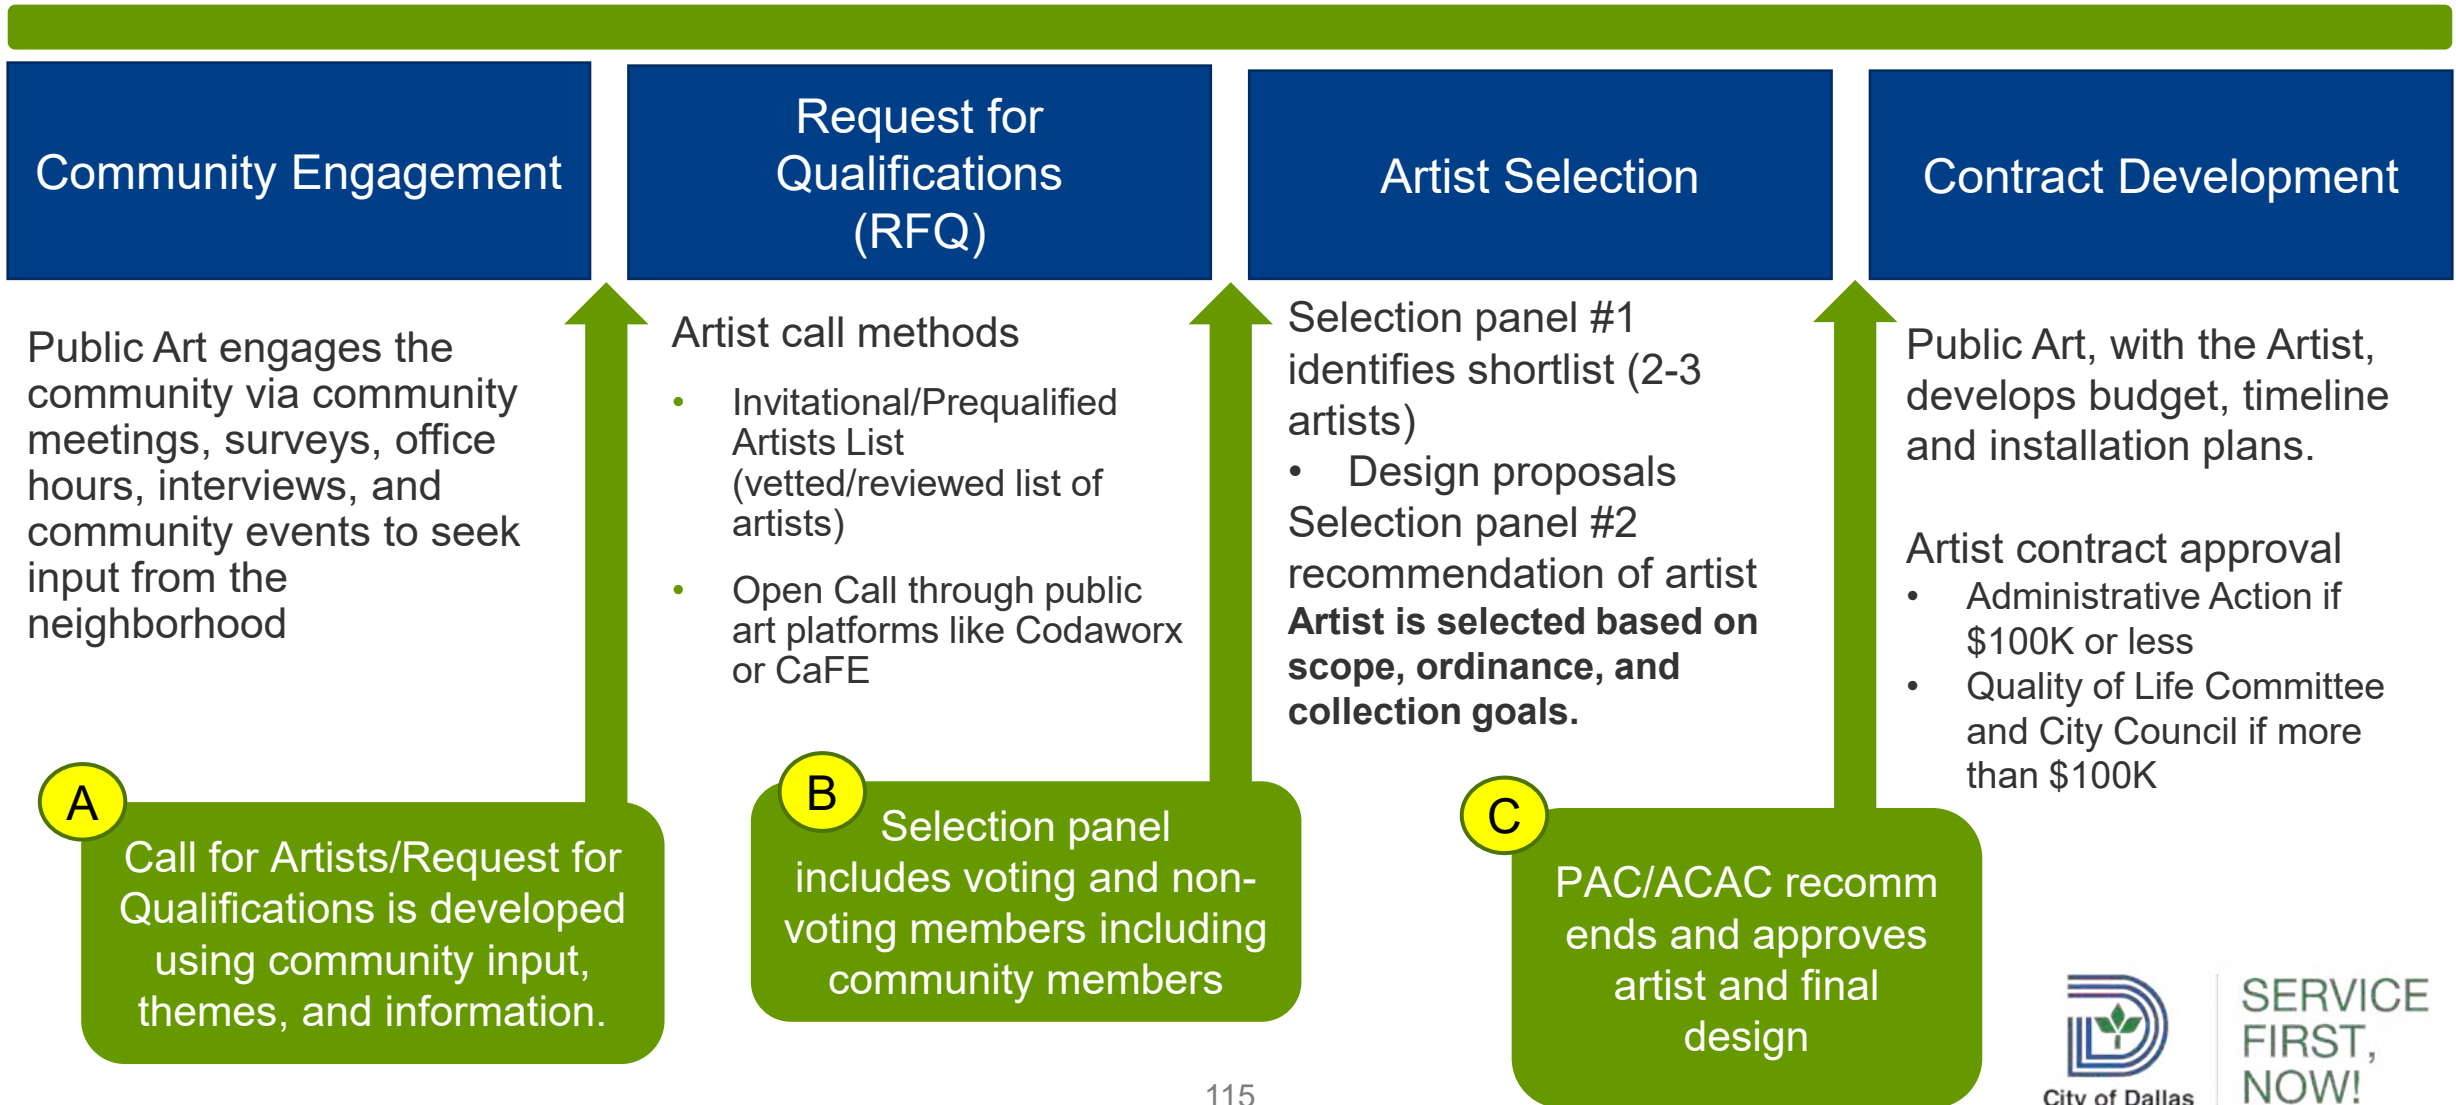 Community Engagement
Public Art engages the
community via community
meetings, surveys, office
hours, interviews, and
community events to seek
input from the
neighborhood
A
Call for Artists/Request for
Qualifications is developed
using community input,
themes, and information.
Request for
Qualifications
(RFQ)
Artist call methods
• Invitational/Prequalified
Artists List
(vetted/reviewed list of
artists)
• Open Call through public
art platforms like Codaworx
or CaFE
B
Selection panel
includes voting and non-
voting members including
community members
Artist Selection
Selection panel #1
identifies shortlist (2-3
artists)
• Design proposals
Selection panel #2
recommendation of artist
Artist is selected based on
scope, ordinance, and
collection goals.
C
PAC/ACAC recomm
ends and approves
artist and final
design
Contract Development
Public Art, with the Artist,
develops budget, timeline
and installation plans.
Artist contract approval
• Administrative Action if
$100K or less
• Quality of Life Committee
and City Council if more
than $100K
115
City of Dallas
SERVICE
FIRST,
NOW!